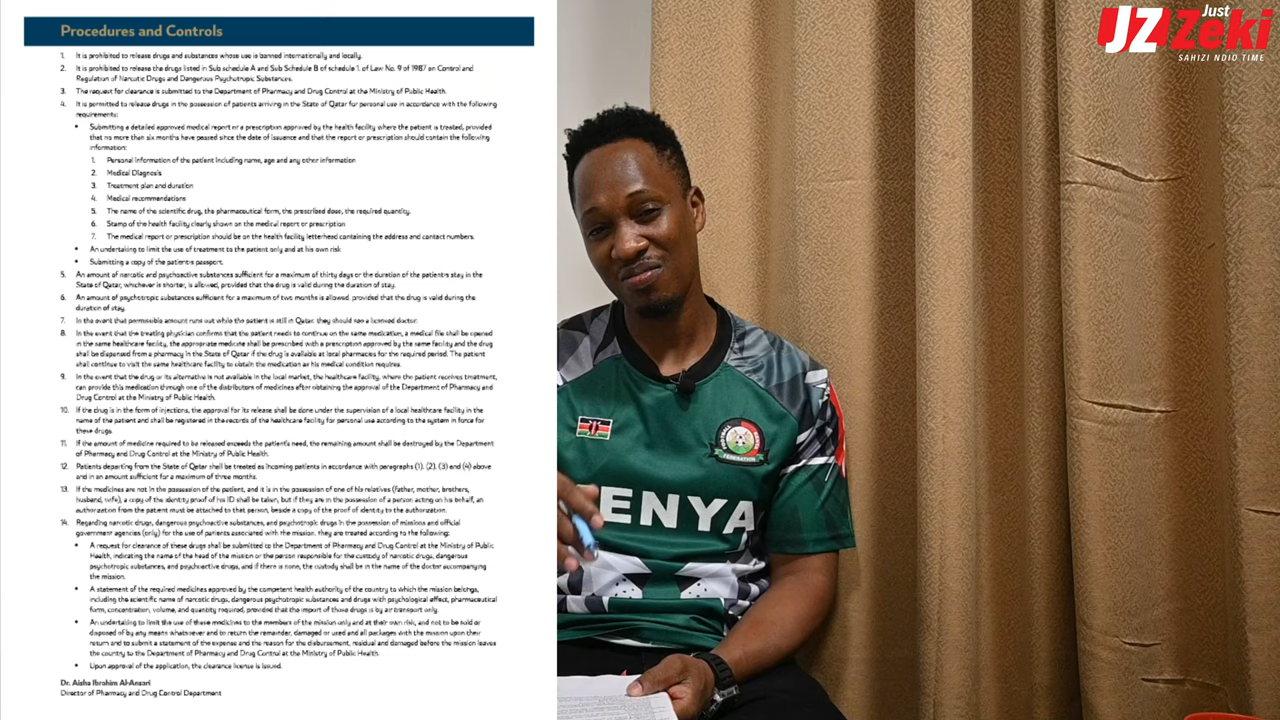 Procedures and Controls
1. It is prohibited to release drugs and substances whose use is banned internationally and locally.
2. It is prohibited to release the drugs listed in Sub schedule A and Sub Schedule B of schedule 1. of Law No. 9 of 1987 on Control and
Regulation of Narcotic Drugs and Dangerous Psychotropic Substances.
3. The request for clearance is submitted to the Department of Pharmacy and Drug Control at the Ministry of Public Health.
4. It is permitted to release drugs in the possession of patients arriving in the State of Qatar for personal use in accordance with the following
requirements:
• Submitting a detailed approved medical report or a prescription approved by the health facility where the patient is treated, provided
that no more than six months have passed since the date of issuance and that the report or prescription should contain the following
information:
1. Personal information of the patient including name, age and any other information
2. Medical Diagnosis
3. Treatment plan and duration
4. Medical recommendations
5. The name of the scientific drug, the pharmaceutical form, the prescribed dose, the required quantity.
6. Stamp of the health facility clearly shown on the medical report or prescription
7. The medical report or prescription should be on the health facility letterhead containing the address and contact numbers.
• An undertaking to limit the use of treatment to the patient only and at his own risk
• Submitting a copy of the patient's passport.
5. An amount of narcotic and psychoactive substances sufficient for a maximum of thirty days or the duration of the patient's stay in the
State of Qatar, whichever is shorter, is allowed, provided that the drug is valid during the duration of stay.
6. An amount of psychotropic substances sufficient for a maximum of two months is allowed. provided that the drug is valid during the
duration of stay.
7. In the event that permissible amount runs out while the patient is still in Qatar, they should see a licensed doctor.
8. In the event that the treating physician confirms that the patient needs to continue on the same medication, a medical file shall be opened
in the same healthcare facility, the appropriate medicine shall be prescribed with a prescription approved by the same facility and the drug
shall be dispensed from a pharmacy in the State of Qatar if the drug is available at local pharmacies for the required period. The patient
shall continue to visit the same healthcare facility to obtain the medication as his medical condition requires.
9. In the event that the drug or its alternative is not available in the local market, the healthcare facility, where the patient receives treatment,
can provide this medication through one of the distributors of medicines after obtaining the approval of the Department of Pharmacy and
Drug Control at the Ministry of Public Health.
10. If the drug is in the form of injections, the approval for its release shall be done under the supervision of a local healthcare facility in the
name of the patient and shall be registered in the records of the healthcare facility for personal use according to the system in force for
these drugs.
11. If the amount of medicine required to be released exceeds the patient's need, the remaining amount shall be destroyed by the Department
of Pharmacy and Drug Control at the Ministry of Public Health.
12. Patients departing from the State of Qatar shall be treated as incoming patients in accordance with paragraphs (1), (2), (3) and (4) above
and in an amount sufficient for a maximum of three months.
13. If the medicines are not in the possession of the patient, and it is in the possession of one of his relatives (father, mother, brothers,
husband, wife), a copy of the identity proof of his ID shall be taken, but if they are in the possession of a person acting on his behalf, an
authorization from the patient must be attached to that person, beside a copy of the proof of identity to the authorization.
14. Regarding narcotic drugs, dangerous psychoactive substances, and psychotropic drugs in the possession of missions and official
government agencies (only) for the use of patients associated with the mission. they are treated according to the following:
• A request for clearance of these drugs shall be submitted to the Department of Pharmacy and Drug Control at the Ministry of Public
Health, indicating the name of the head of the mission or the person responsible for the custody of narcotic drugs, dangerous
psychotropic substances, and psychoactive drugs, and if there is none, the custody shall be in the name of the doctor accompanying
the mission.
• A statement of the required medicines approved by the competent health authority of the country to which the mission belongs,
including the scientific name of narcotic drugs, dangerous psychotropic substances and drugs with psychological effect, pharmaceutical
form, concentration, volume, and quantity required, provided that the import of those drugs is by air transport only.
• An undertaking to limit the use of these medicines to the members of the mission only and at their own risk, and not to be sold or
disposed of by any means whatsoever and to return the remainder, damaged or used and all packages with the mission upon their
return and to submit a statement of the expense and the reason for the disbursement, residual and damaged before the mission leaves
the country to the Department of Pharmacy and Drug Control at the Ministry of Public Health.
• Upon approval of the application, the clearance license is issued.
Dr. Aisha Ibrahim Al-Ansari
Director of Pharmacy and Drug Control Department
JZ Just Zeki
SAHIZI NDIO TIME
FOOTBALL KENYA FEDERATION
ENYA